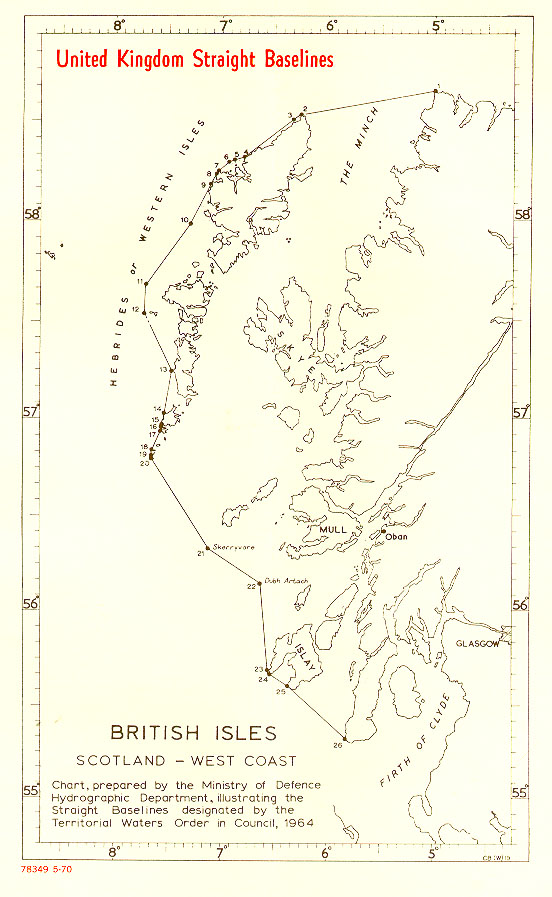 8° 7° 6° 5°
United Kingdom Straight Baselines
1
2
3
4
5
6
7
8
9
10
11
12
13
14
15
16
17
18
19
20
21
22
23
24
25
26
THE MINCH
HEBRIDES or WESTERN ISLES
58° 58°
SKYE
57° 57°
MULL
Oban
Skerryvore
Dubh Artach
56° 56°
GLASGOW
ISLAY
FIRTH OF CLYDE
BRITISH ISLES
SCOTLAND – WEST COAST
Chart, prepared by the Ministry of Defence
Hydrographic Department, illustrating the
Straight Baselines designated by the
Territorial Waters Order in Council, 1964
55° 55°
8° 7° 6° 5°
78349 5-70